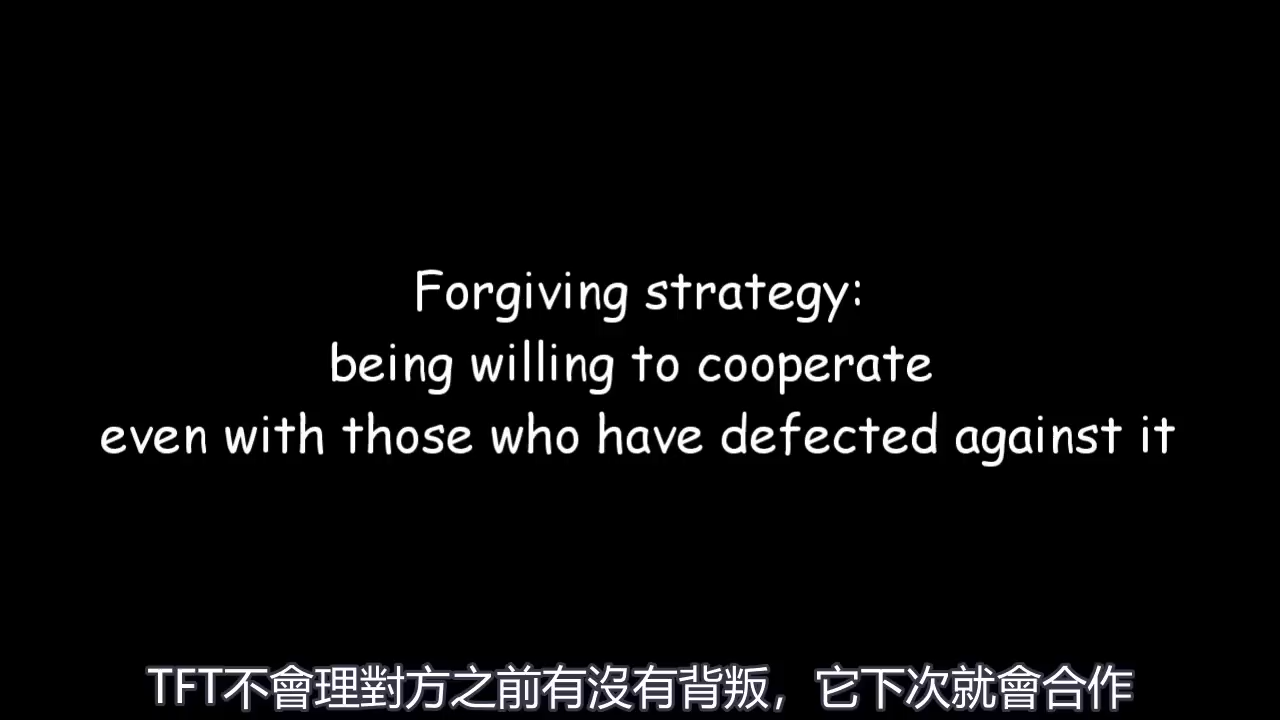 Forgiving strategy:
being willing to cooperate
even with those who have defected against it
TFT不會理對方之前有沒有背叛，它下次就會合作